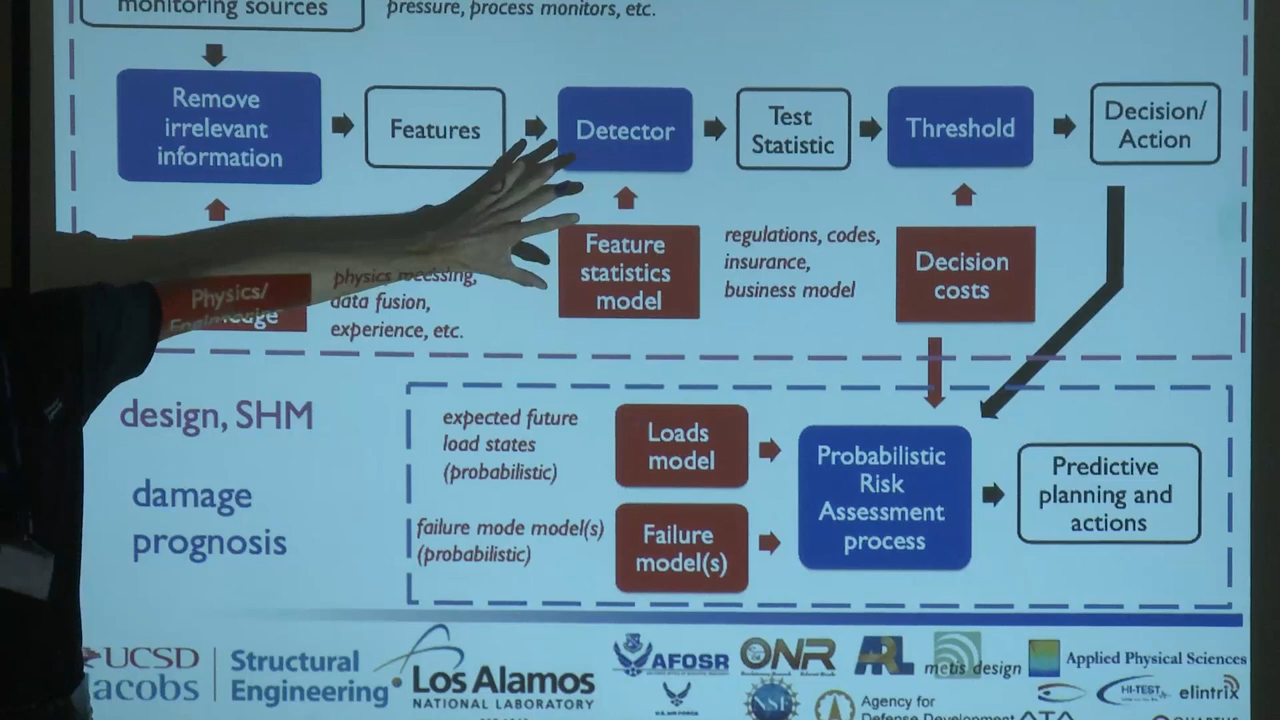 monitoring sources
pressure, process monitors, etc.
Remove
irrelevant
information
Features
Detector
Test
Statistic
Threshold
Decision/
Action
Physics/
physics
data fusion,
experience, etc.
Feature
statistics
model
regulations, codes,
insurance,
business model
Decision
costs
design, SHM
damage
prognosis
expected future
load states
(probabilistic)
Loads
model
failure mode model(s)
(probabilistic)
Failure
model(s)
Probabilistic
Risk
Assessment
process
Predictive
planning and
actions
UCSD
Jacobs
Structural
Engineering
Los Alamos
NATIONAL LABORATORY
AFOSR
U.S. AIR FORCE
ONR
NSF
ARL
metis design
Applied Physical Sciences
HI-TEST
elintrix
Agency for
Defense Development